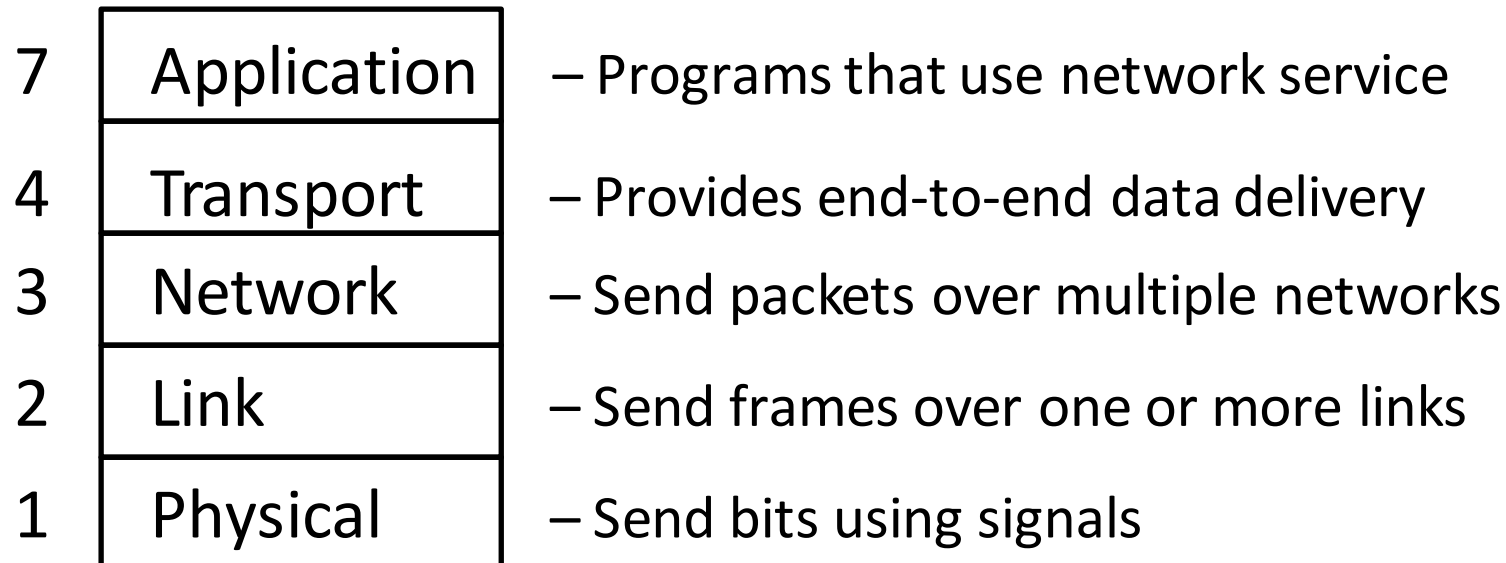 7 Application – Programs that use network service
4 Transport – Provides end-to-end data delivery
3 Network – Send packets over multiple networks
2 Link – Send frames over one or more links
1 Physical – Send bits using signals